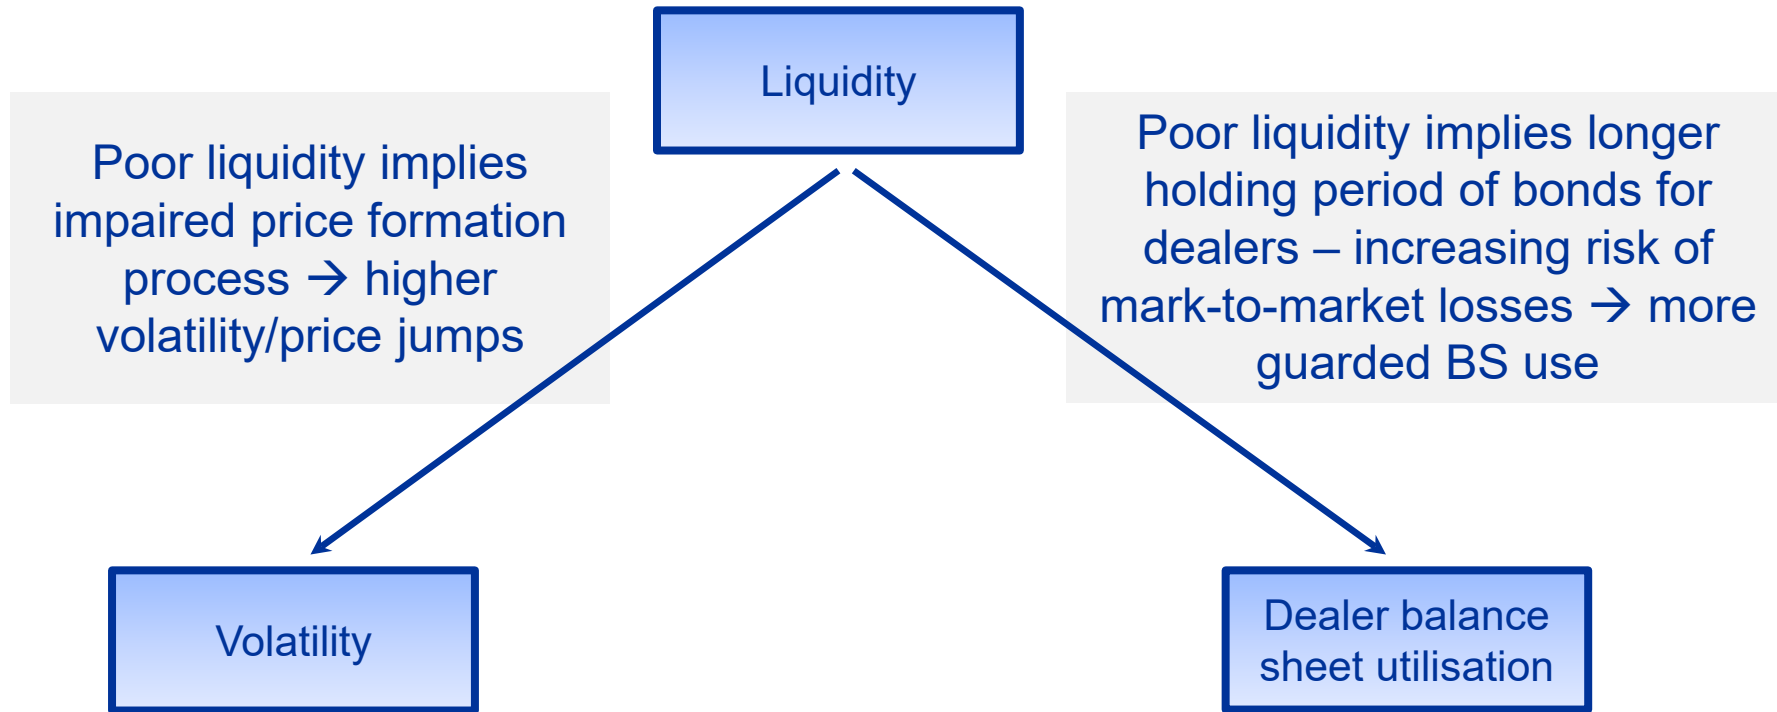 Liquidity
Poor liquidity implies
impaired price formation
process → higher
volatility/price jumps
Poor liquidity implies longer
holding period of bonds for
dealers – increasing risk of
mark-to-market losses → more
guarded BS use
Volatility
Dealer balance
sheet utilisation